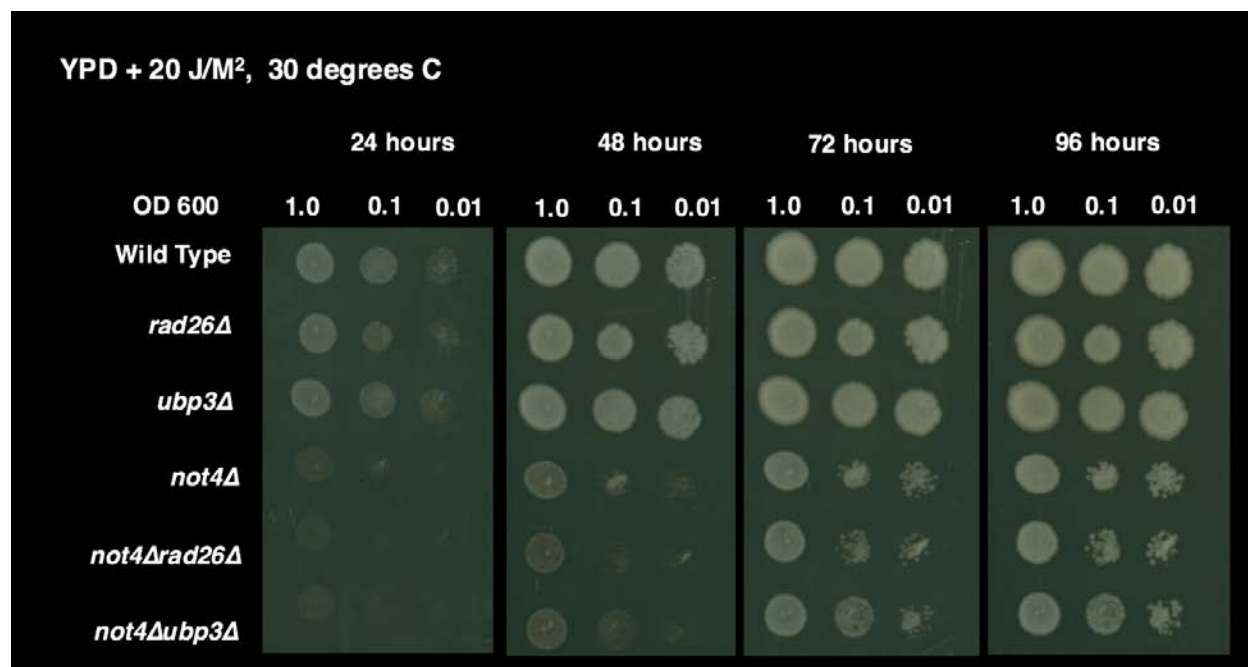 YPD + 20 J/M², 30 degrees C
24 hours 48 hours 72 hours 96 hours
OD 600 1.0 0.1 0.01 1.0 0.1 0.01 1.0 0.1 0.01 1.0 0.1 0.01
Wild Type
rad26Δ
ubp3Δ
not4Δ
not4Δrad26Δ
not4Δubp3Δ